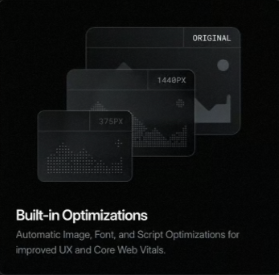 ORIGINAL
1440PX
375PX
Built-in Optimizations
Automatic Image, Font, and Script Optimizations for
improved UX and Core Web Vitals.